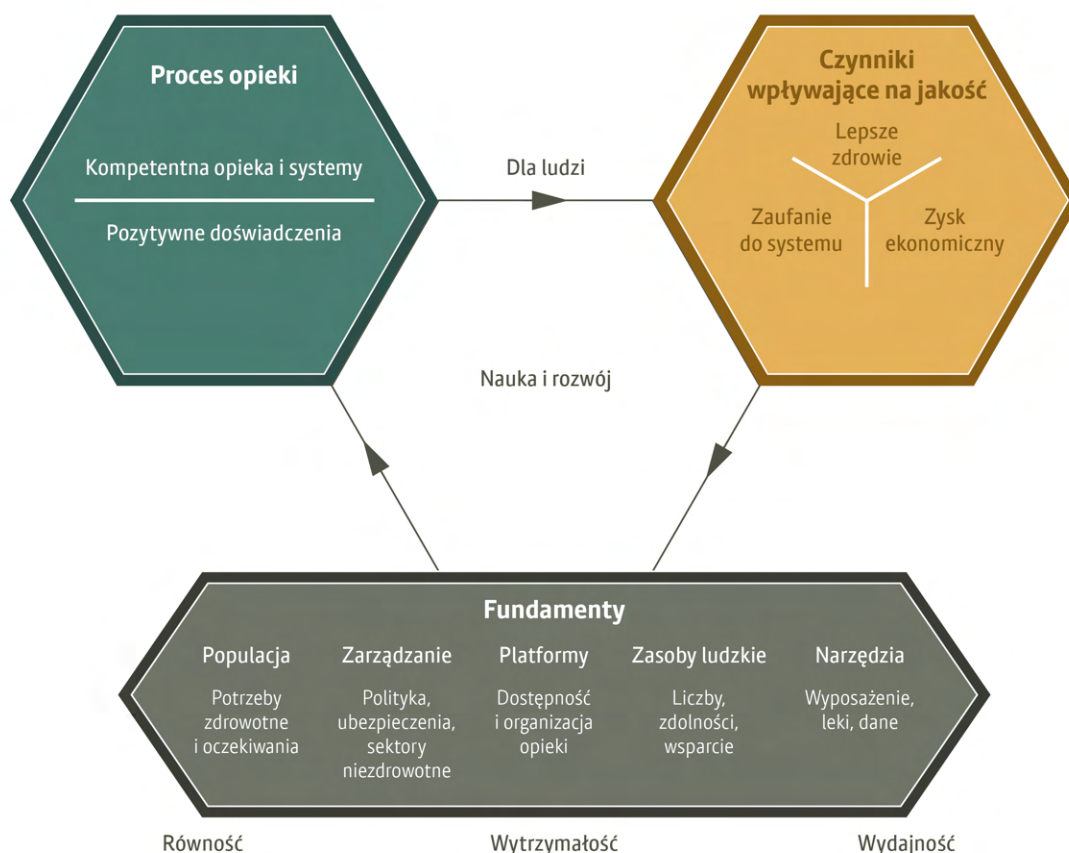 Proces opieki
Kompetentna opieka i systemy
Pozytywne doświadczenia
Dla ludzi
Czynniki
wpływające na jakość
Lepsze
zdrowie
Zaufanie
do systemu
Zysk
ekonomiczny
Nauka i rozwój
Fundamenty
Populacja
Potrzeby
zdrowotne
i oczekiwania
Zarządzanie
Polityka,
ubezpieczenia,
sektory
niezdrowotne
Platformy
Dostępność
i organizacja
opieki
Zasoby ludzkie
Liczby,
zdolności,
wsparcie
Narzędzia
Wyposażenie,
leki, dane
Równość
Wytrzymałość
Wydajność